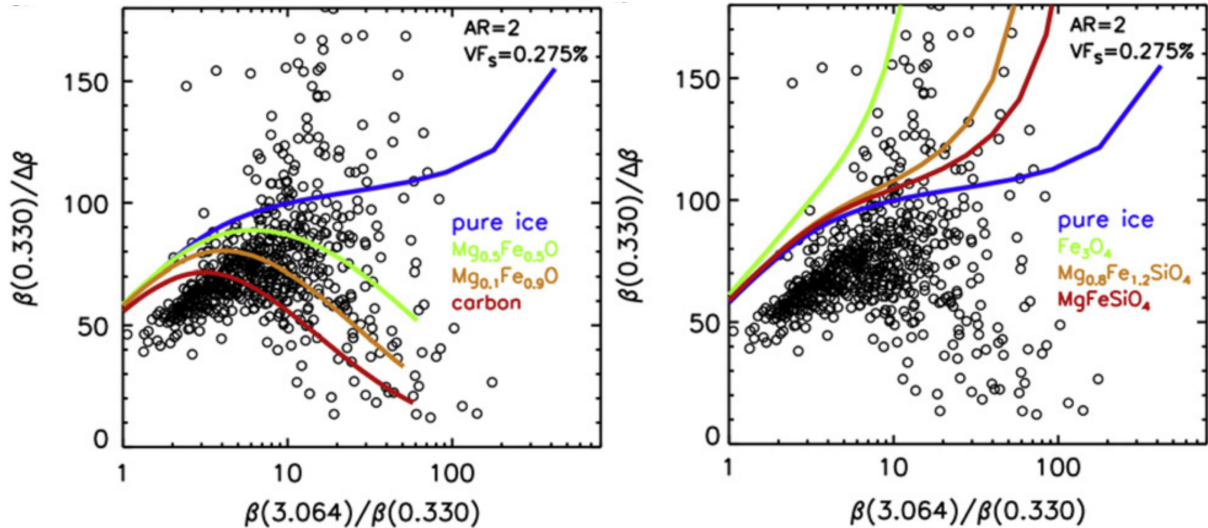 AR=2
VFₛ=0.275%
150
100
50
0
β(0.330)/Δβ
pure ice
Mg₀.₅Fe₀.₅O
Mg₀.₁Fe₀.₉O
carbon
1
10
100
β(3.064)/β(0.330)
AR=2
VFₛ=0.275%
150
100
50
0
β(0.330)/Δβ
pure ice
Fe₃O₄
Mg₀.₈Fe₁.₂SiO₄
MgFeSiO₄
1
10
100
β(3.064)/β(0.330)